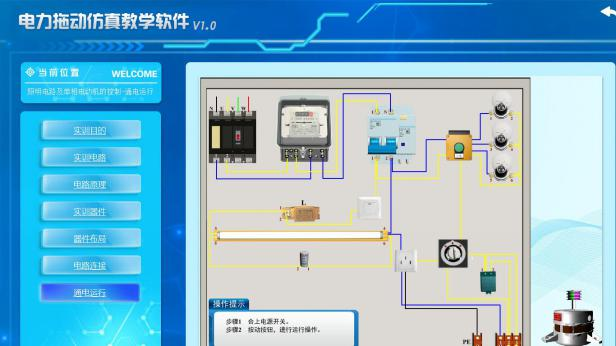 电力拖动仿真教学软件 V1.0
当前位置 WELCOME
照明电路及单相电动机的控制-通电运行
实训目的
实训电路
电路原理
实训器件
器件布局
电路连接
通电运行
N U V W
L
操作提示
步骤1 合上电源开关。
步骤2 按动按钮，进行运行操作。
PE